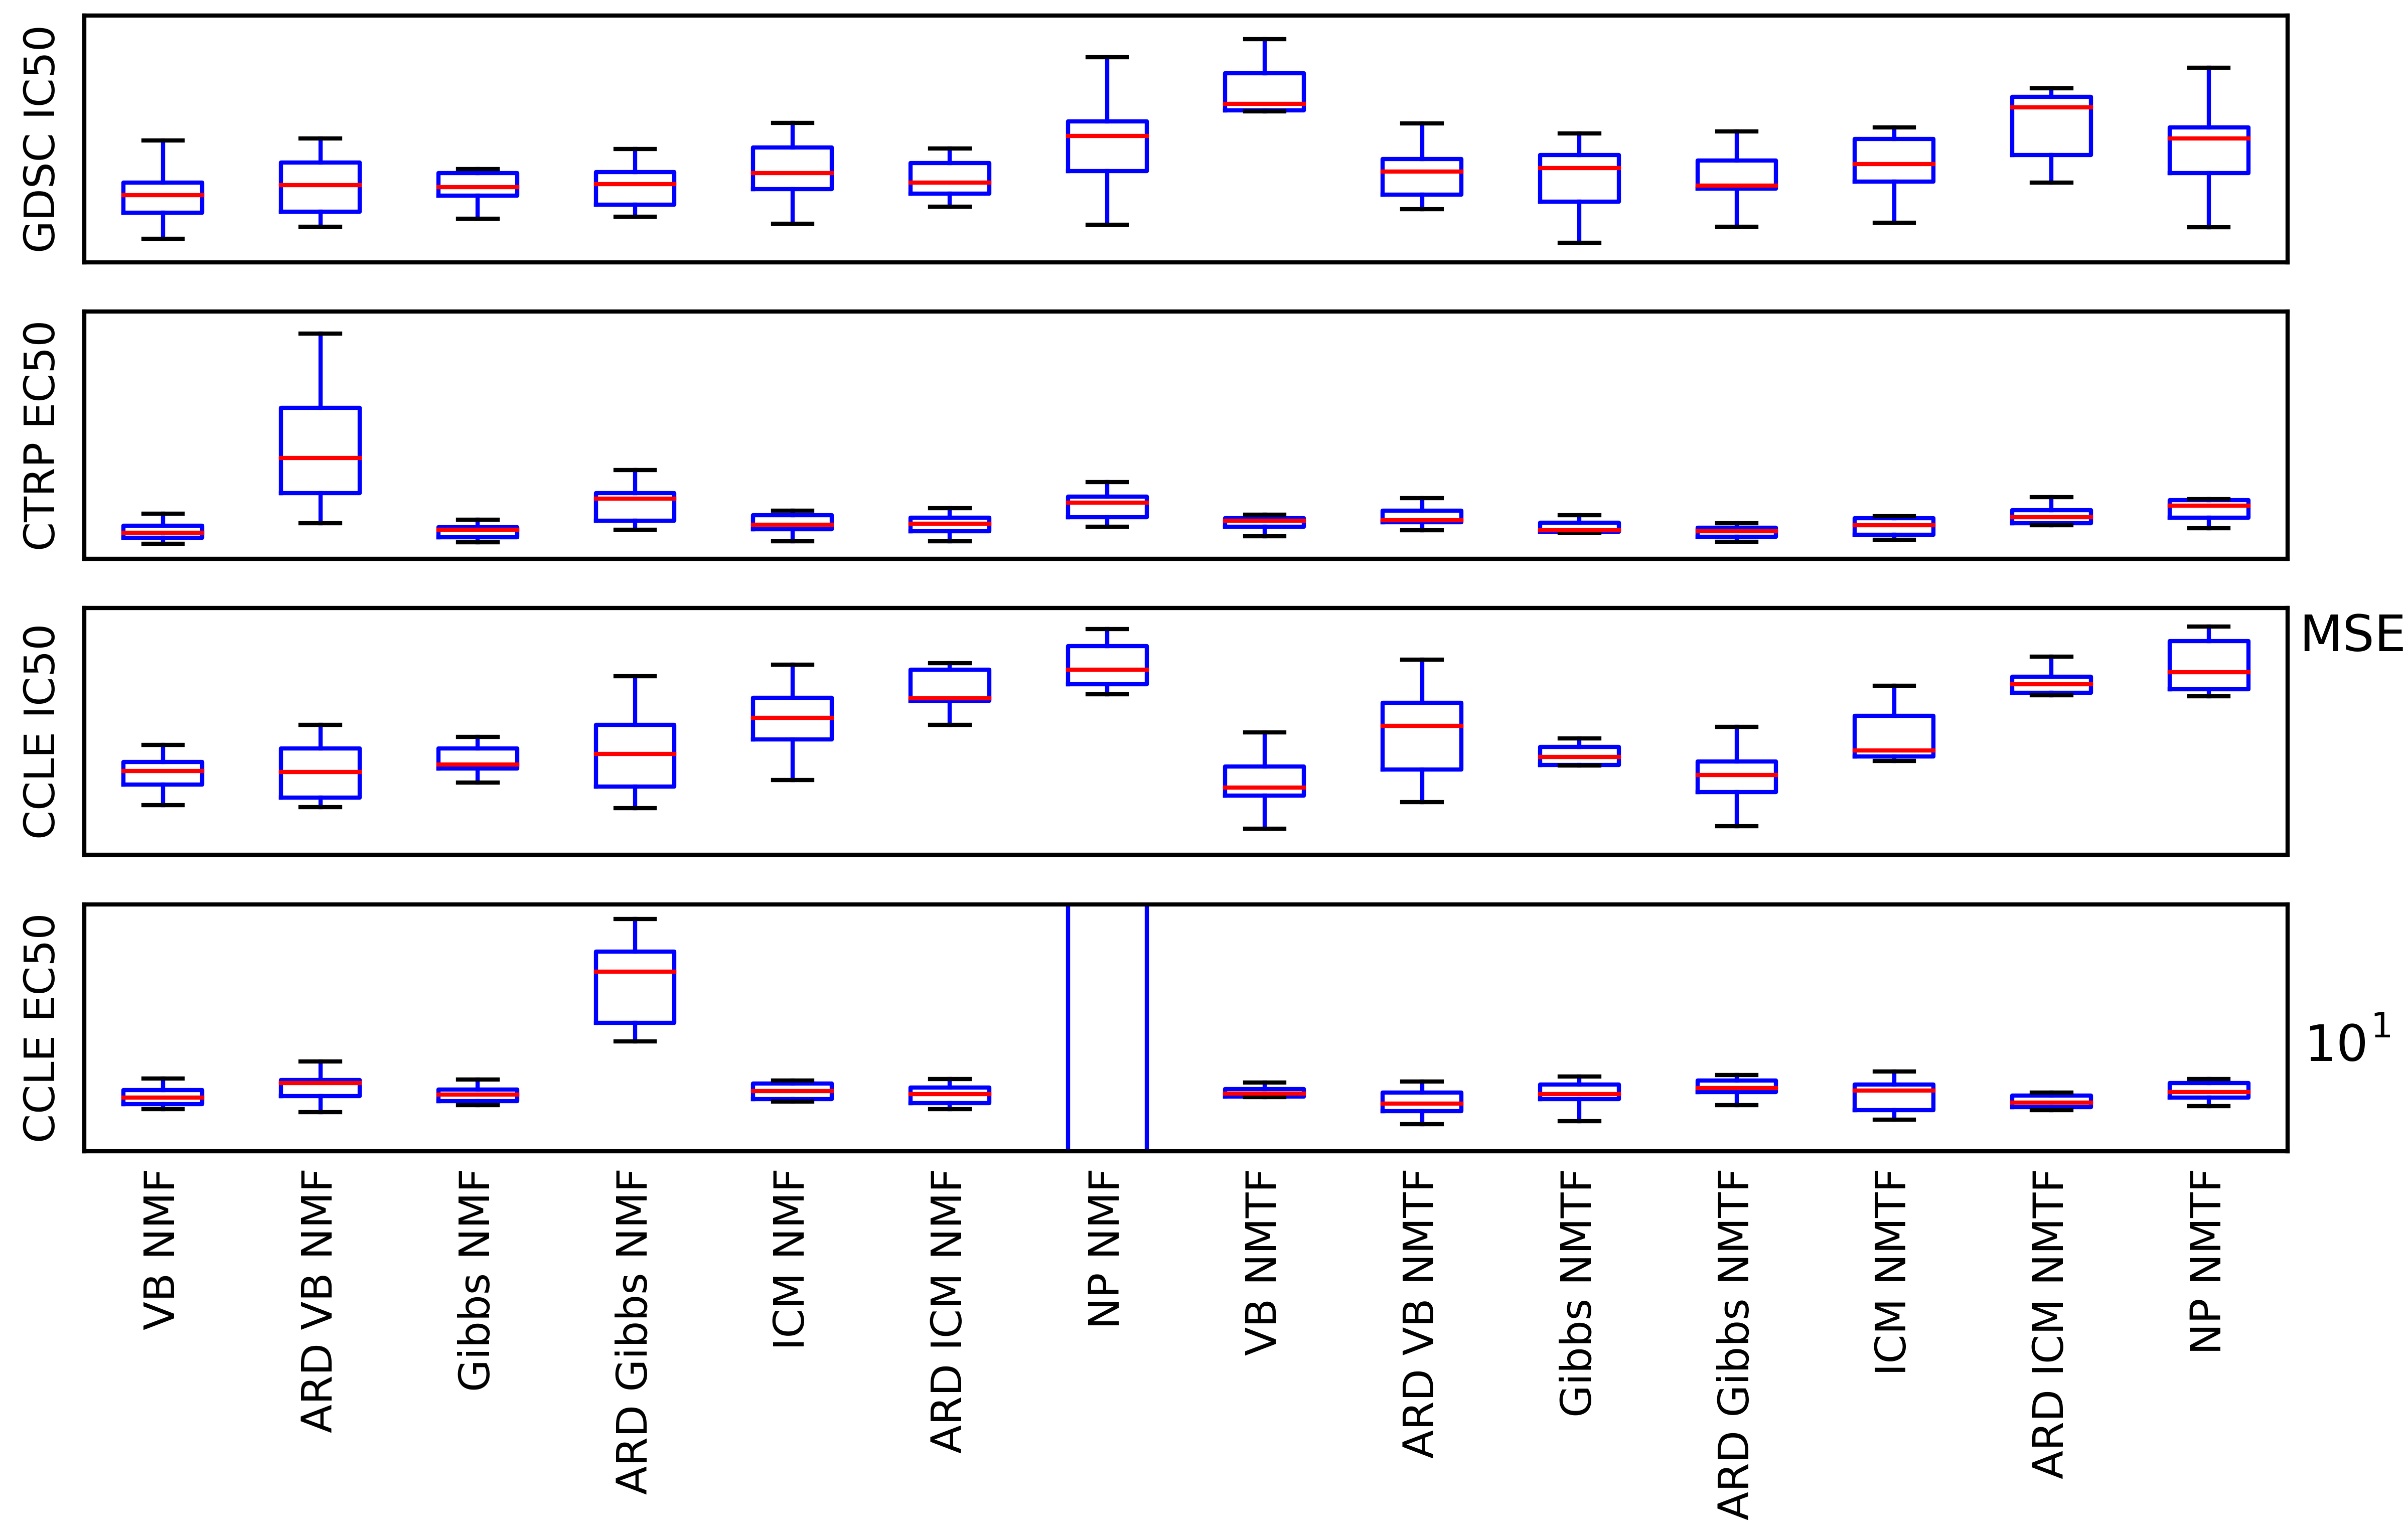 GDSC IC50
CTRP EC50
CCLE IC50
MSE
CCLE EC50
10¹
VB NMF
ARD VB NMF
Gibbs NMF
ARD Gibbs NMF
ICM NMF
ARD ICM NMF
NP NMF
VB NMTF
ARD VB NMTF
Gibbs NMTF
ARD Gibbs NMTF
ICM NMTF
ARD ICM NMTF
NP NMTF